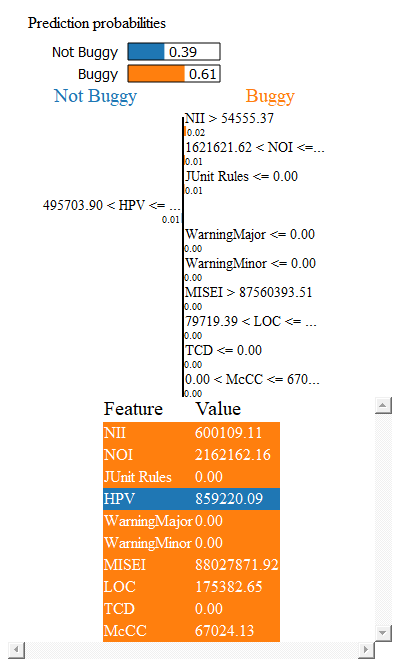 Prediction probabilities
Not Buggy 0.39
Buggy 0.61
Not Buggy Buggy
NII > 54555.37
0.02
1621621.62 < NOI <=...
0.01
JUnit Rules <= 0.00
0.01
495703.90 < HPV <= ...
0.01
WarningMajor <= 0.00
0.00
WarningMinor <= 0.00
0.00
MISEI > 87560393.51
0.00
79719.39 < LOC <= ...
0.00
TCD <= 0.00
0.00
0.00 < McCC <= 670...
0.00
Feature Value
NII 600109.11
NOI 2162162.16
JUnit Rules 0.00
HPV 859220.09
WarningMajor 0.00
WarningMinor 0.00
MISEI 88027871.92
LOC 175382.65
TCD 0.00
McCC 67024.13